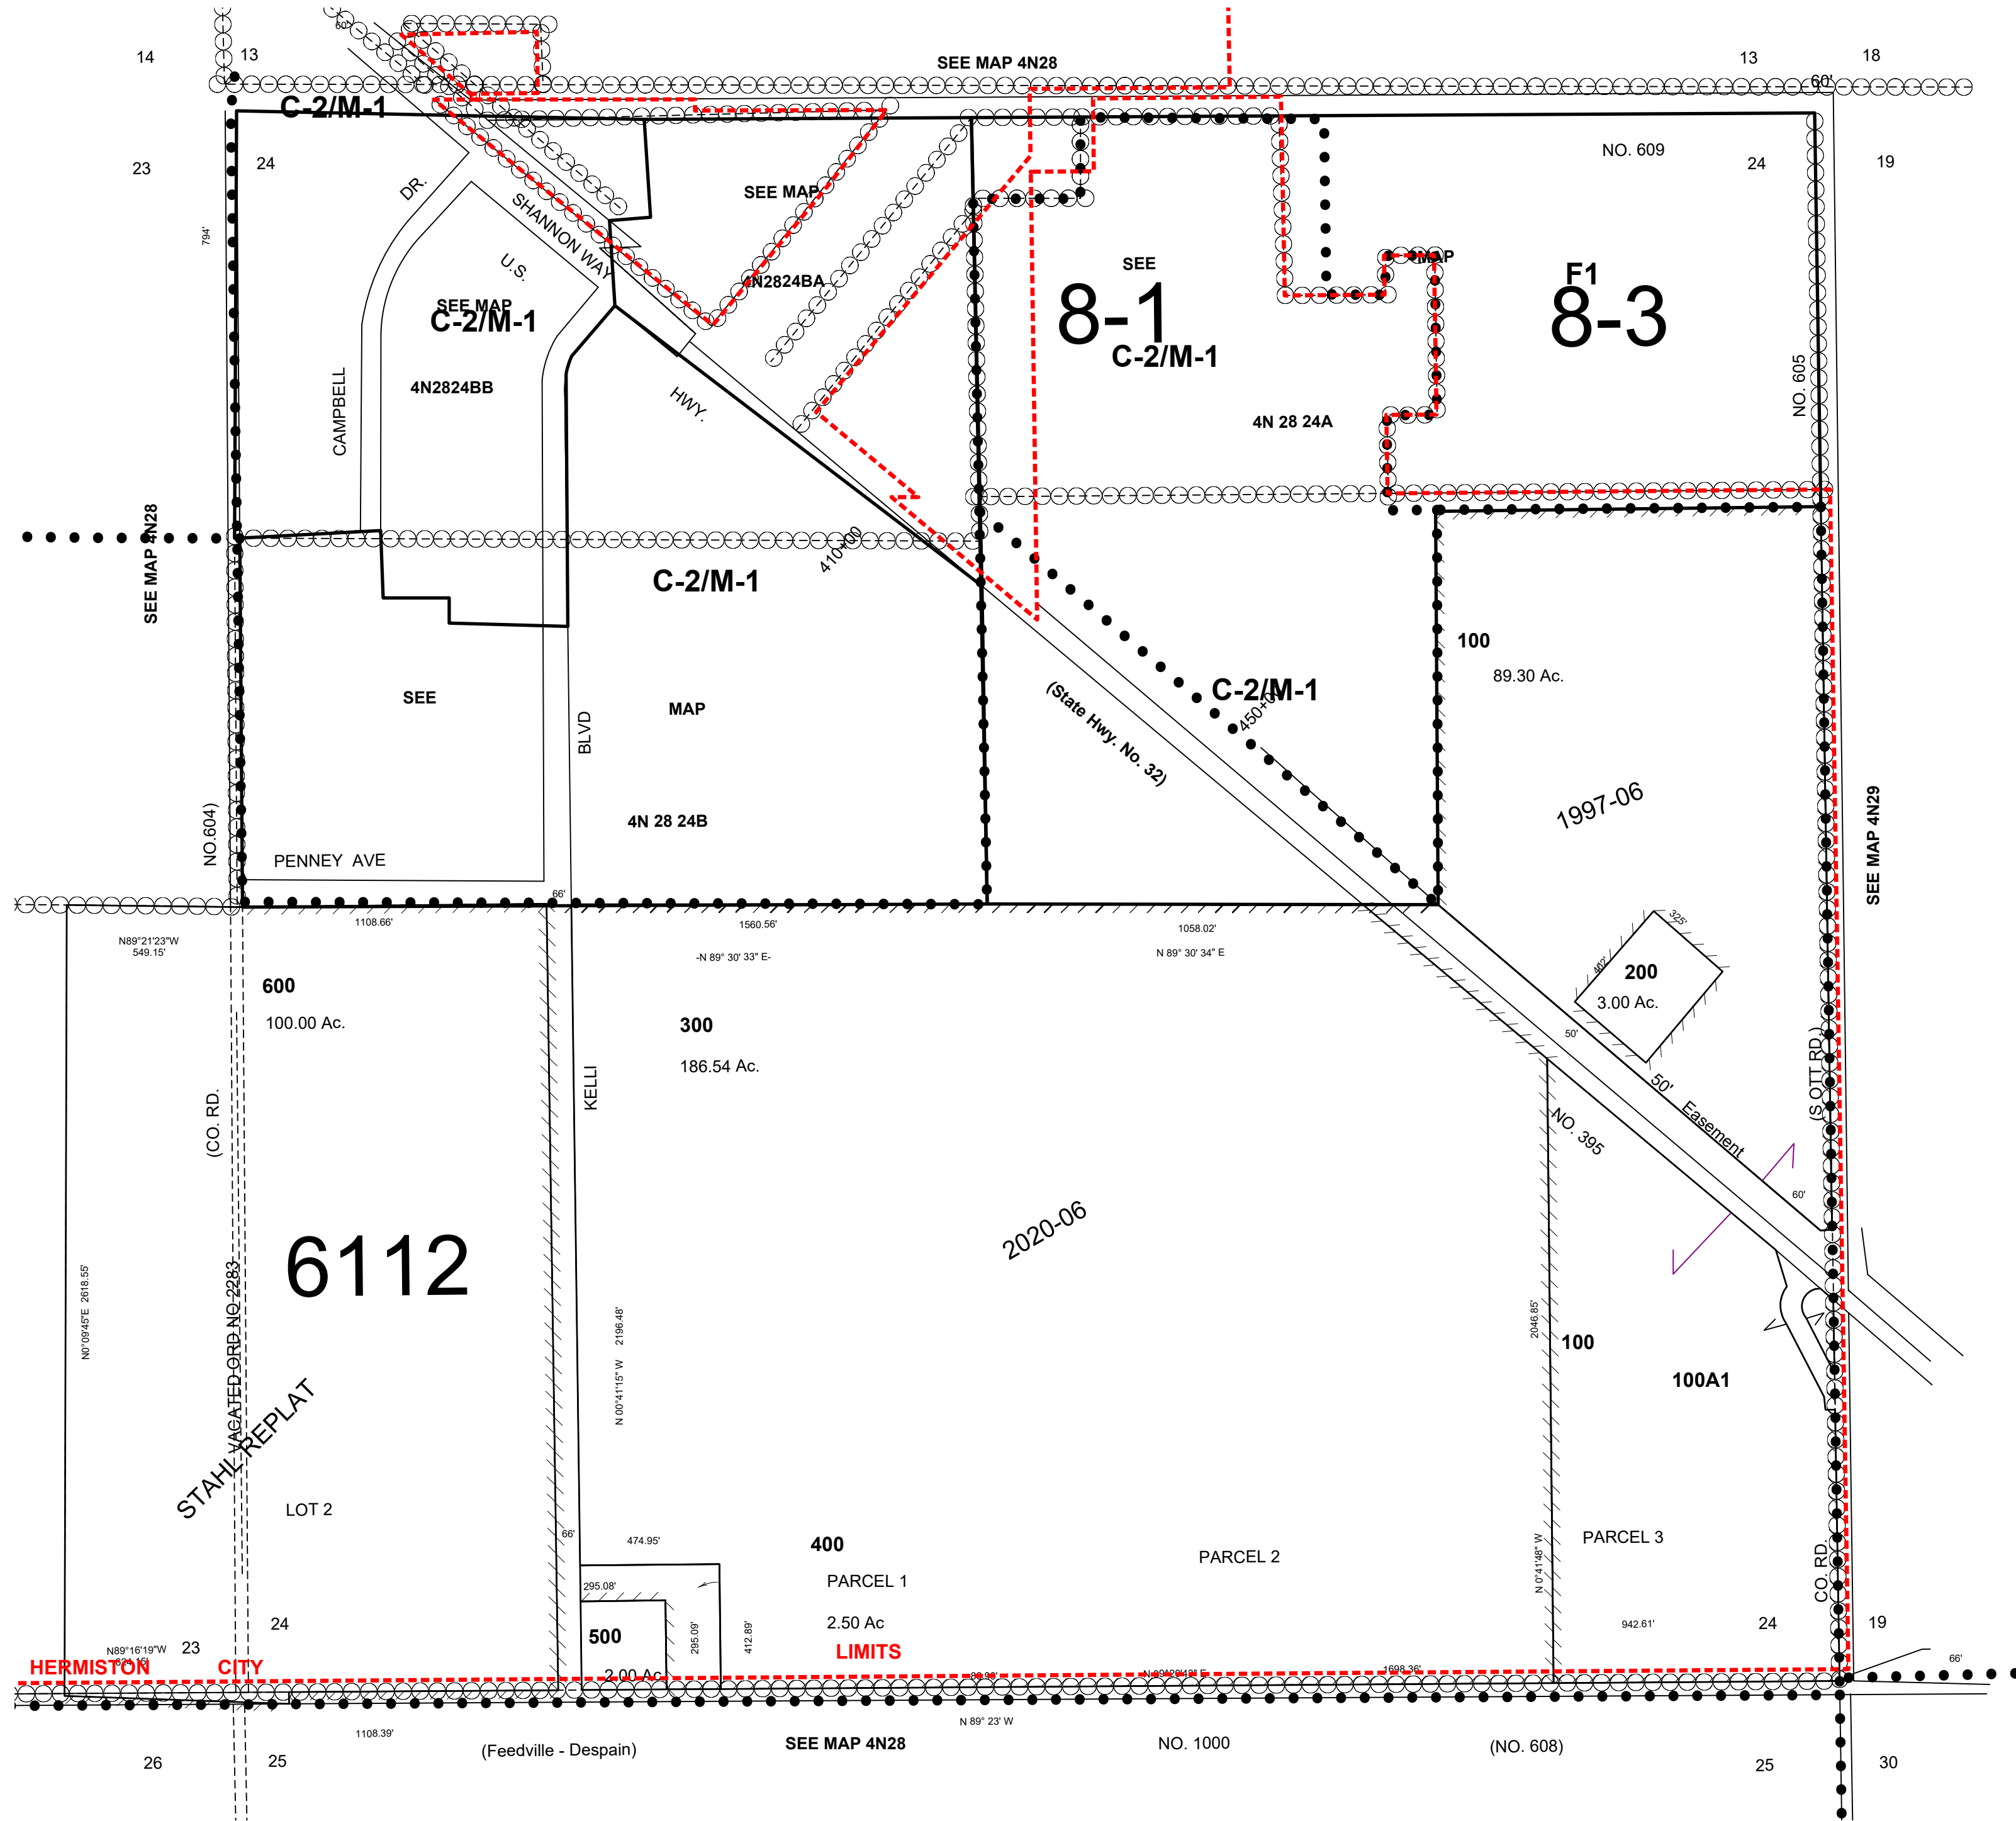 14
13
60'
SEE MAP 4N28
13
18
60'
C-2/M-1
23
24
NO. 609
24
19
DR.
SHANNON WAY
SEE MAP
4N2824BA
794'
U.S.
SEE MAP
C-2/M-1
4N2824BB
SEE
8-1
C-2/M-1
4N 28 24A
MAP
F1
8-3
NO. 605
CAMPBELL
HWY.
SEE MAP 4N28
410+00
C-2/M-1
SEE
MAP
BLVD
4N 28 24B
(State Hwy. No. 32)
C-2/M-1
100
89.30 Ac.
1997-06
SEE MAP 4N29
NO.604)
PENNEY AVE
66'
1108.66'
1560.56'
1058.02'
N89°21'23"W
549.15'
-N 89° 30' 33" E-
N 89° 30' 34" E
325'
402'
200
3.00 Ac.
600
100.00 Ac.
300
186.54 Ac.
50'
50'
Easement
(S OTT RD.)
KELLI
(CO. RD.
NO. 395
60'
2020-06
6112
N0°09'45"E 2618.55'
VACATED ORD NO 2283
N 00°41'15" W 2196.48'
2046.85'
100
100A1
STAHL REPLAT
LOT 2
66'
474.95'
400
PARCEL 1
2.50 Ac
PARCEL 2
PARCEL 3
N 0°41'48" W
CO. RD.
295.08'
500
2.00 Ac
295.09'
412.89'
942.61'
24
19
24
23
N89°16'19"W
624.15'
HERMISTON CITY LIMITS
1698.36'
66'
N 89° 23' W
1108.39'
(Feedville - Despain)
SEE MAP 4N28
NO. 1000
(NO. 608)
26
25
25
30